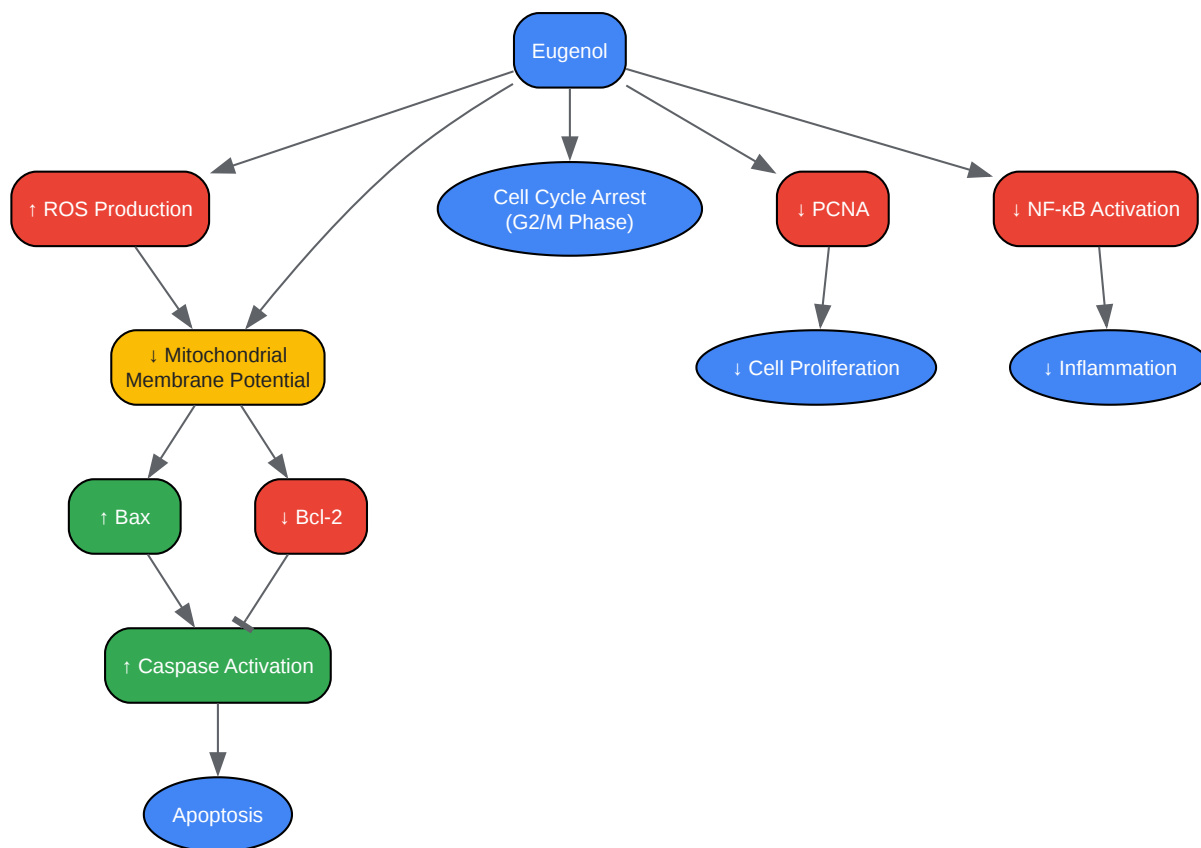 Eugenol
↑ ROS Production
Cell Cycle Arrest
(G2/M Phase)
↓ PCNA
↓ NF-κB Activation
↓ Mitochondrial
Membrane Potential
↓ Cell Proliferation
↓ Inflammation
↑ Bax
↓ Bcl-2
↑ Caspase Activation
Apoptosis